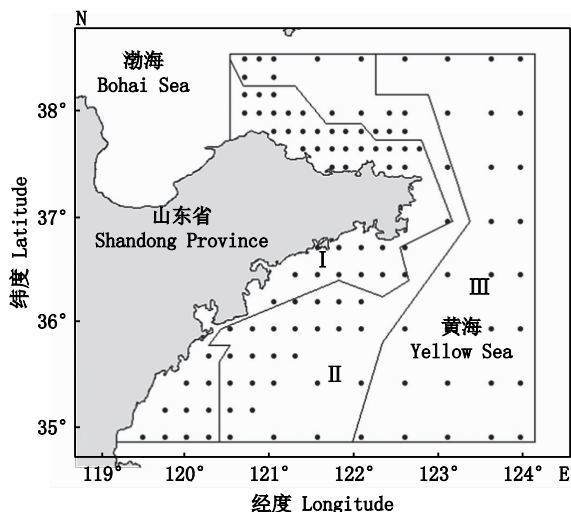 N
渤海
Bohai Sea
38°
37°
36°
35°
纬度 Latitude
山东省
Shandong Province
Ⅰ
Ⅱ
Ⅲ
黄海
Yellow Sea
119° 120° 121° 122° 123° 124° E
经度 Longitude